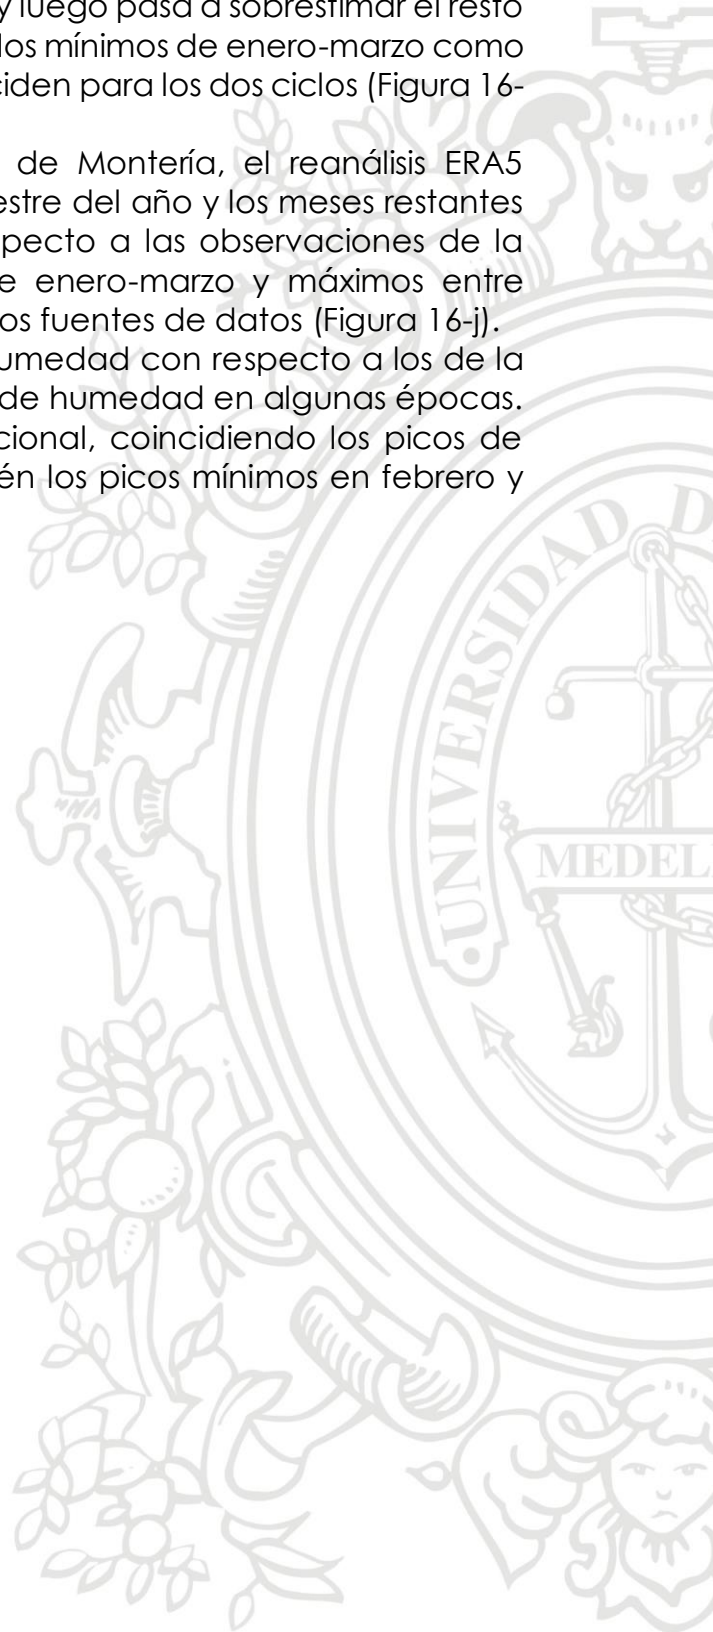 y luego pasa a sobrestimar el resto
los mínimos de enero-marzo como
ciden para los dos ciclos (Figura 16-
de Montería, el reanálisis ERA5
estre del año y los meses restantes
specto a las observaciones de la
e enero-marzo y máximos entre
os fuentes de datos (Figura 16-j).
umedad con respecto a los de la
de humedad en algunas épocas.
cional, coincidiendo los picos de
én los picos mínimos en febrero y
UNIVERSIDAD D
MEDEL